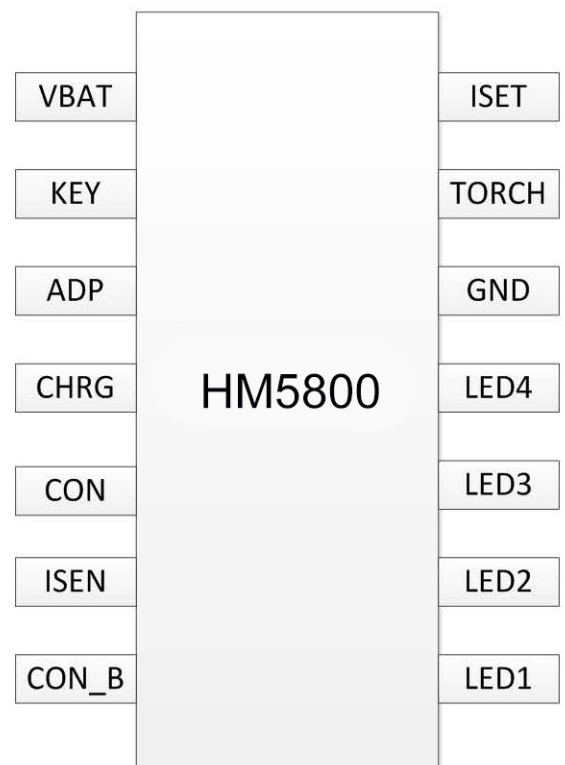 VBAT
KEY
ADP
CHRG
CON
ISEN
CON_B
HM5800
ISET
TORCH
GND
LED4
LED3
LED2
LED1